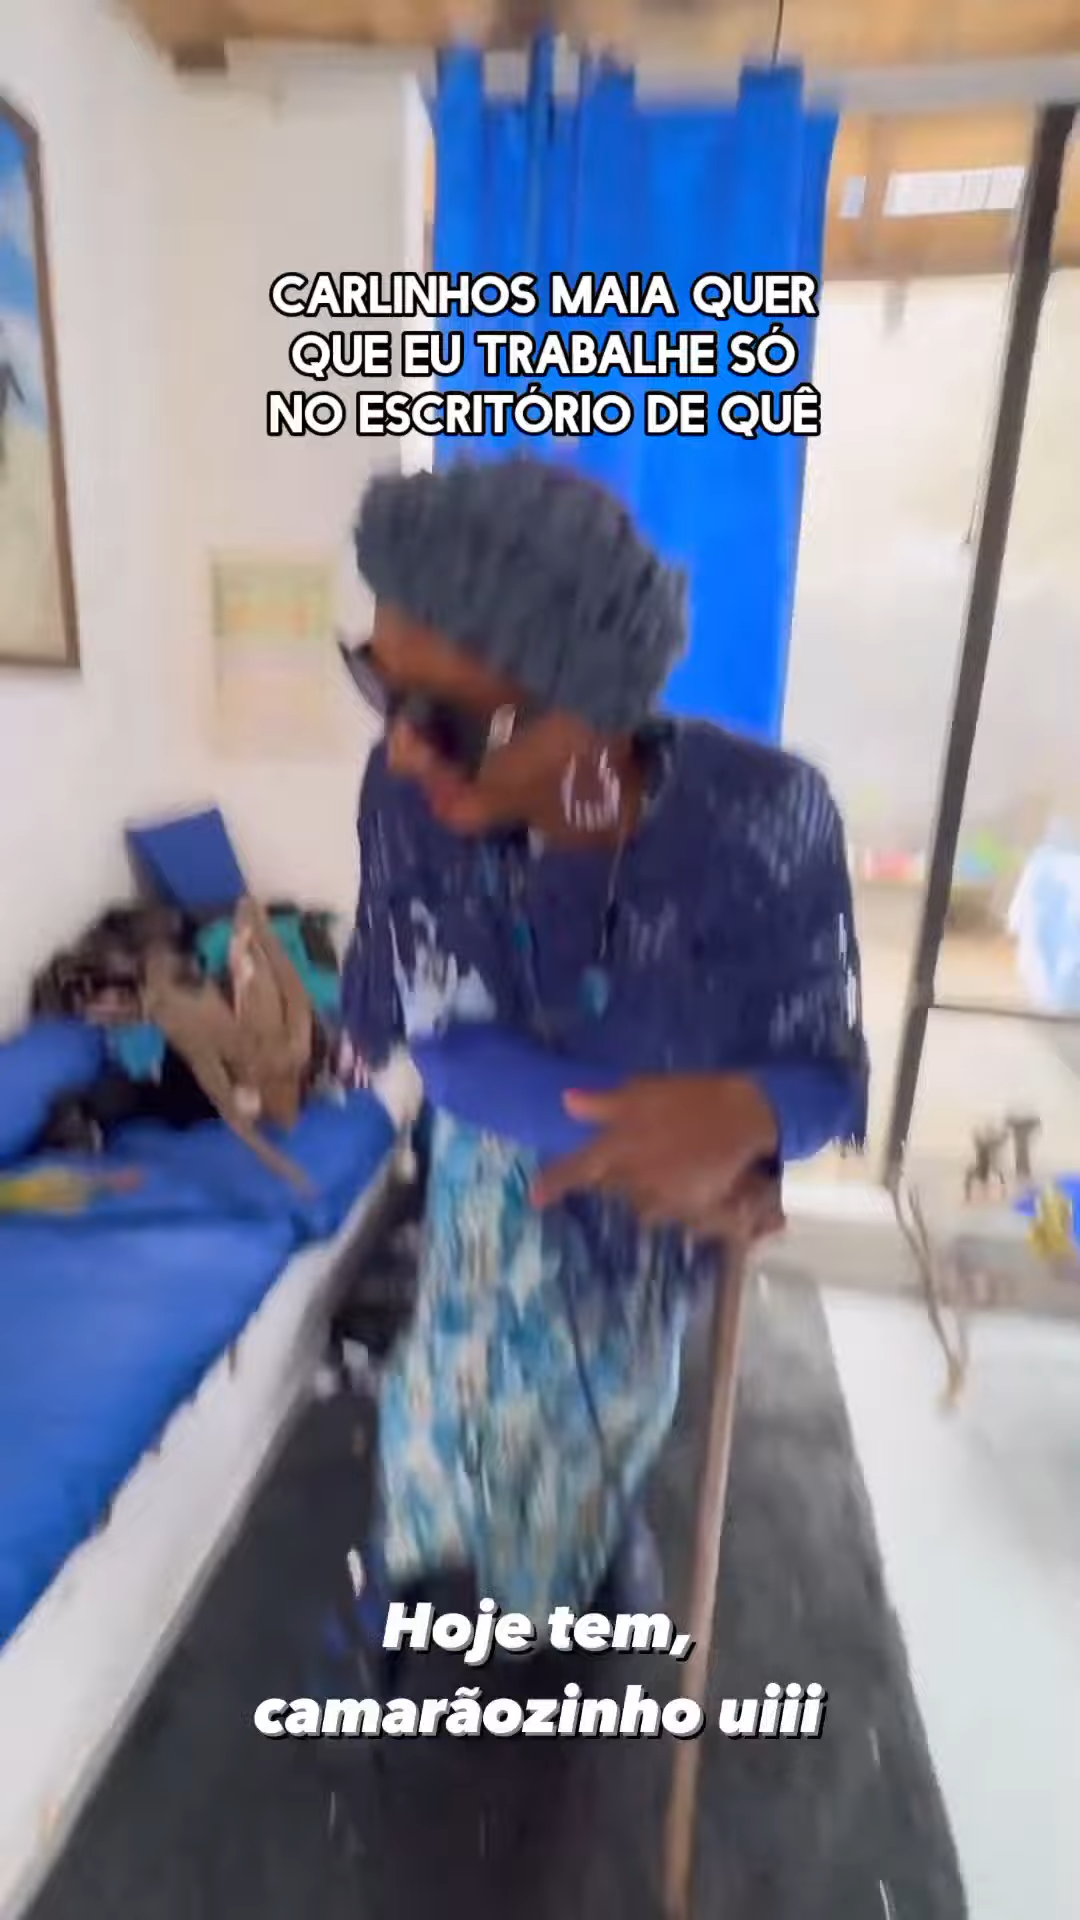 CARLINHOS MAIA QUER
QUE EU TRABALHE SÓ
NO ESCRITÓRIO DE QUÊ
Hoje tem,
camarãozinho uiii